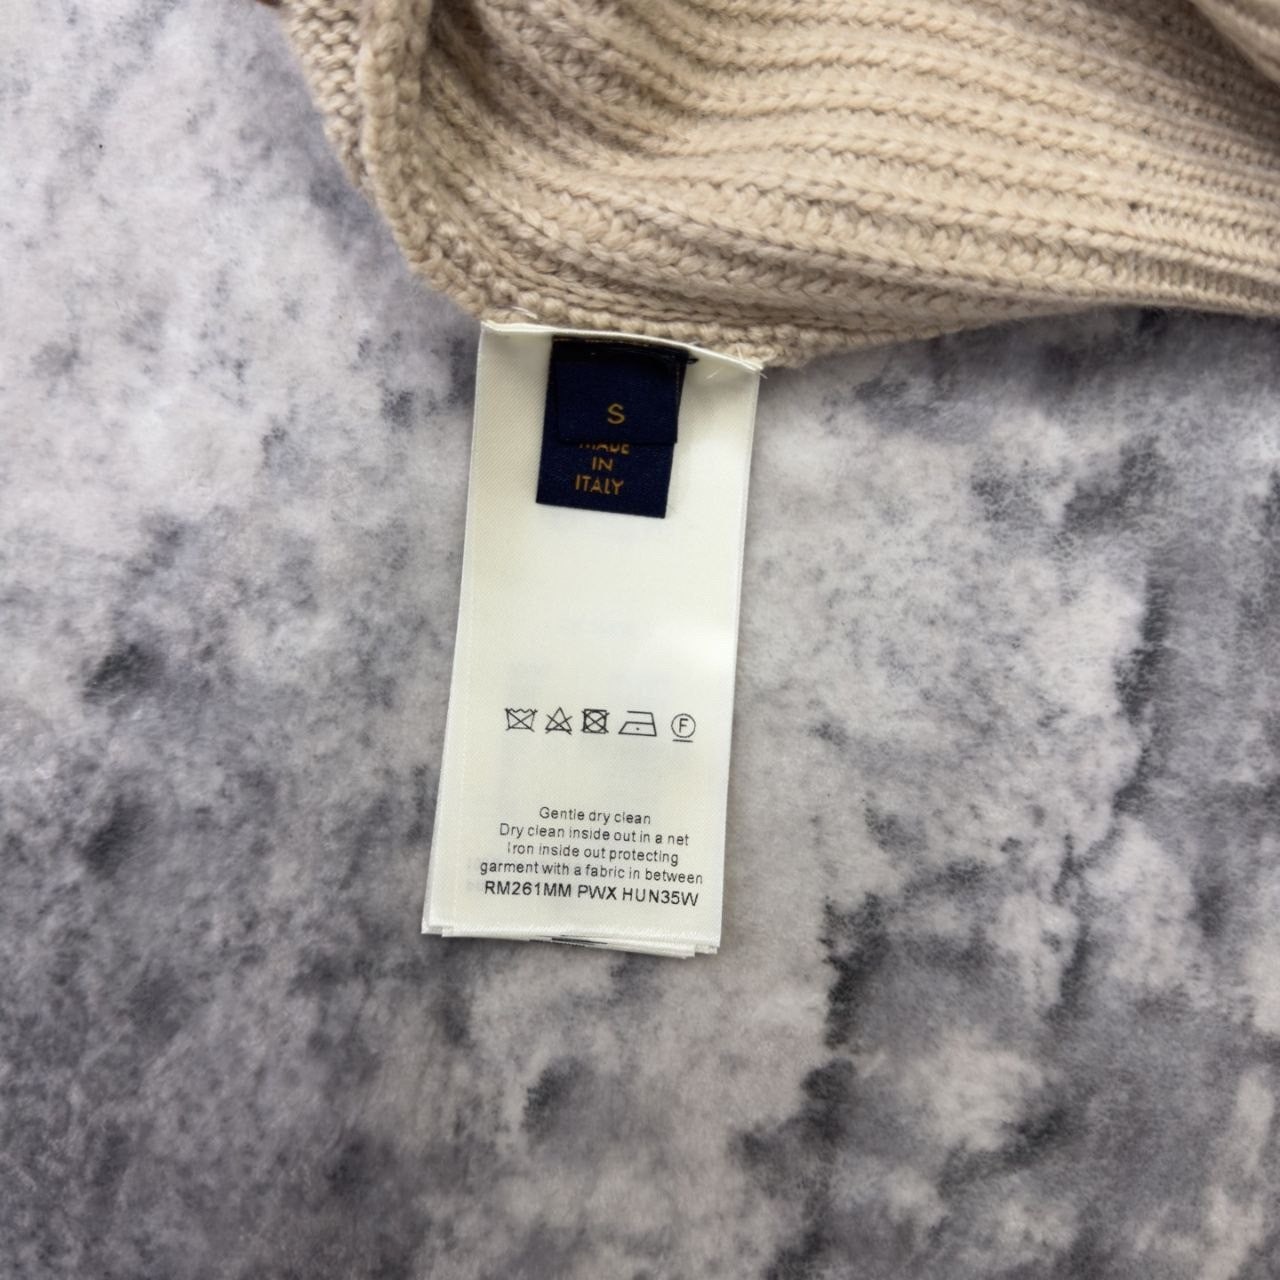 S
MADE
IN
ITALY
F
Gentle dry clean
Dry clean inside out in a net
Iron inside out protecting
garment with a fabric in between
RM261MM PWX HUN35W